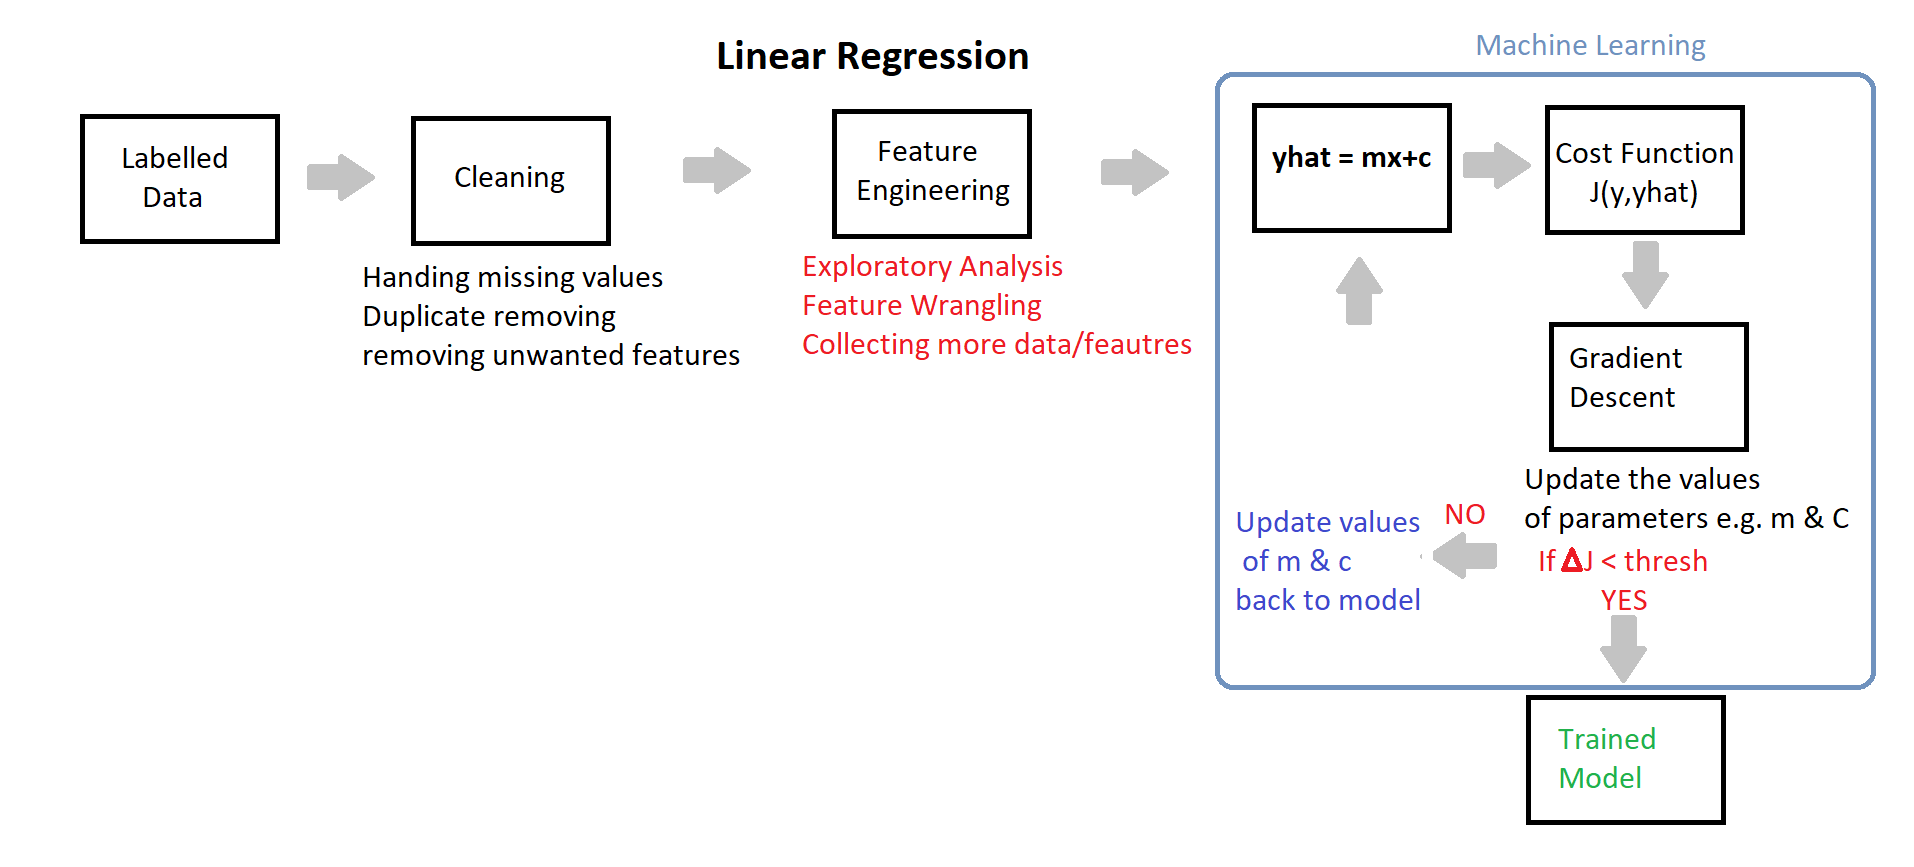 Linear Regression
Machine Learning
Labelled
Data
Cleaning
Handing missing values
Duplicate removing
removing unwanted features
Feature
Engineering
Exploratory Analysis
Feature Wrangling
Collecting more data/feautres
yhat = mx+c
Cost Function
J(y,yhat)
Gradient
Descent
Update the values
of parameters e.g. m & C
If ΔJ < thresh
YES
NO
Update values
of m & c
back to model
Trained
Model